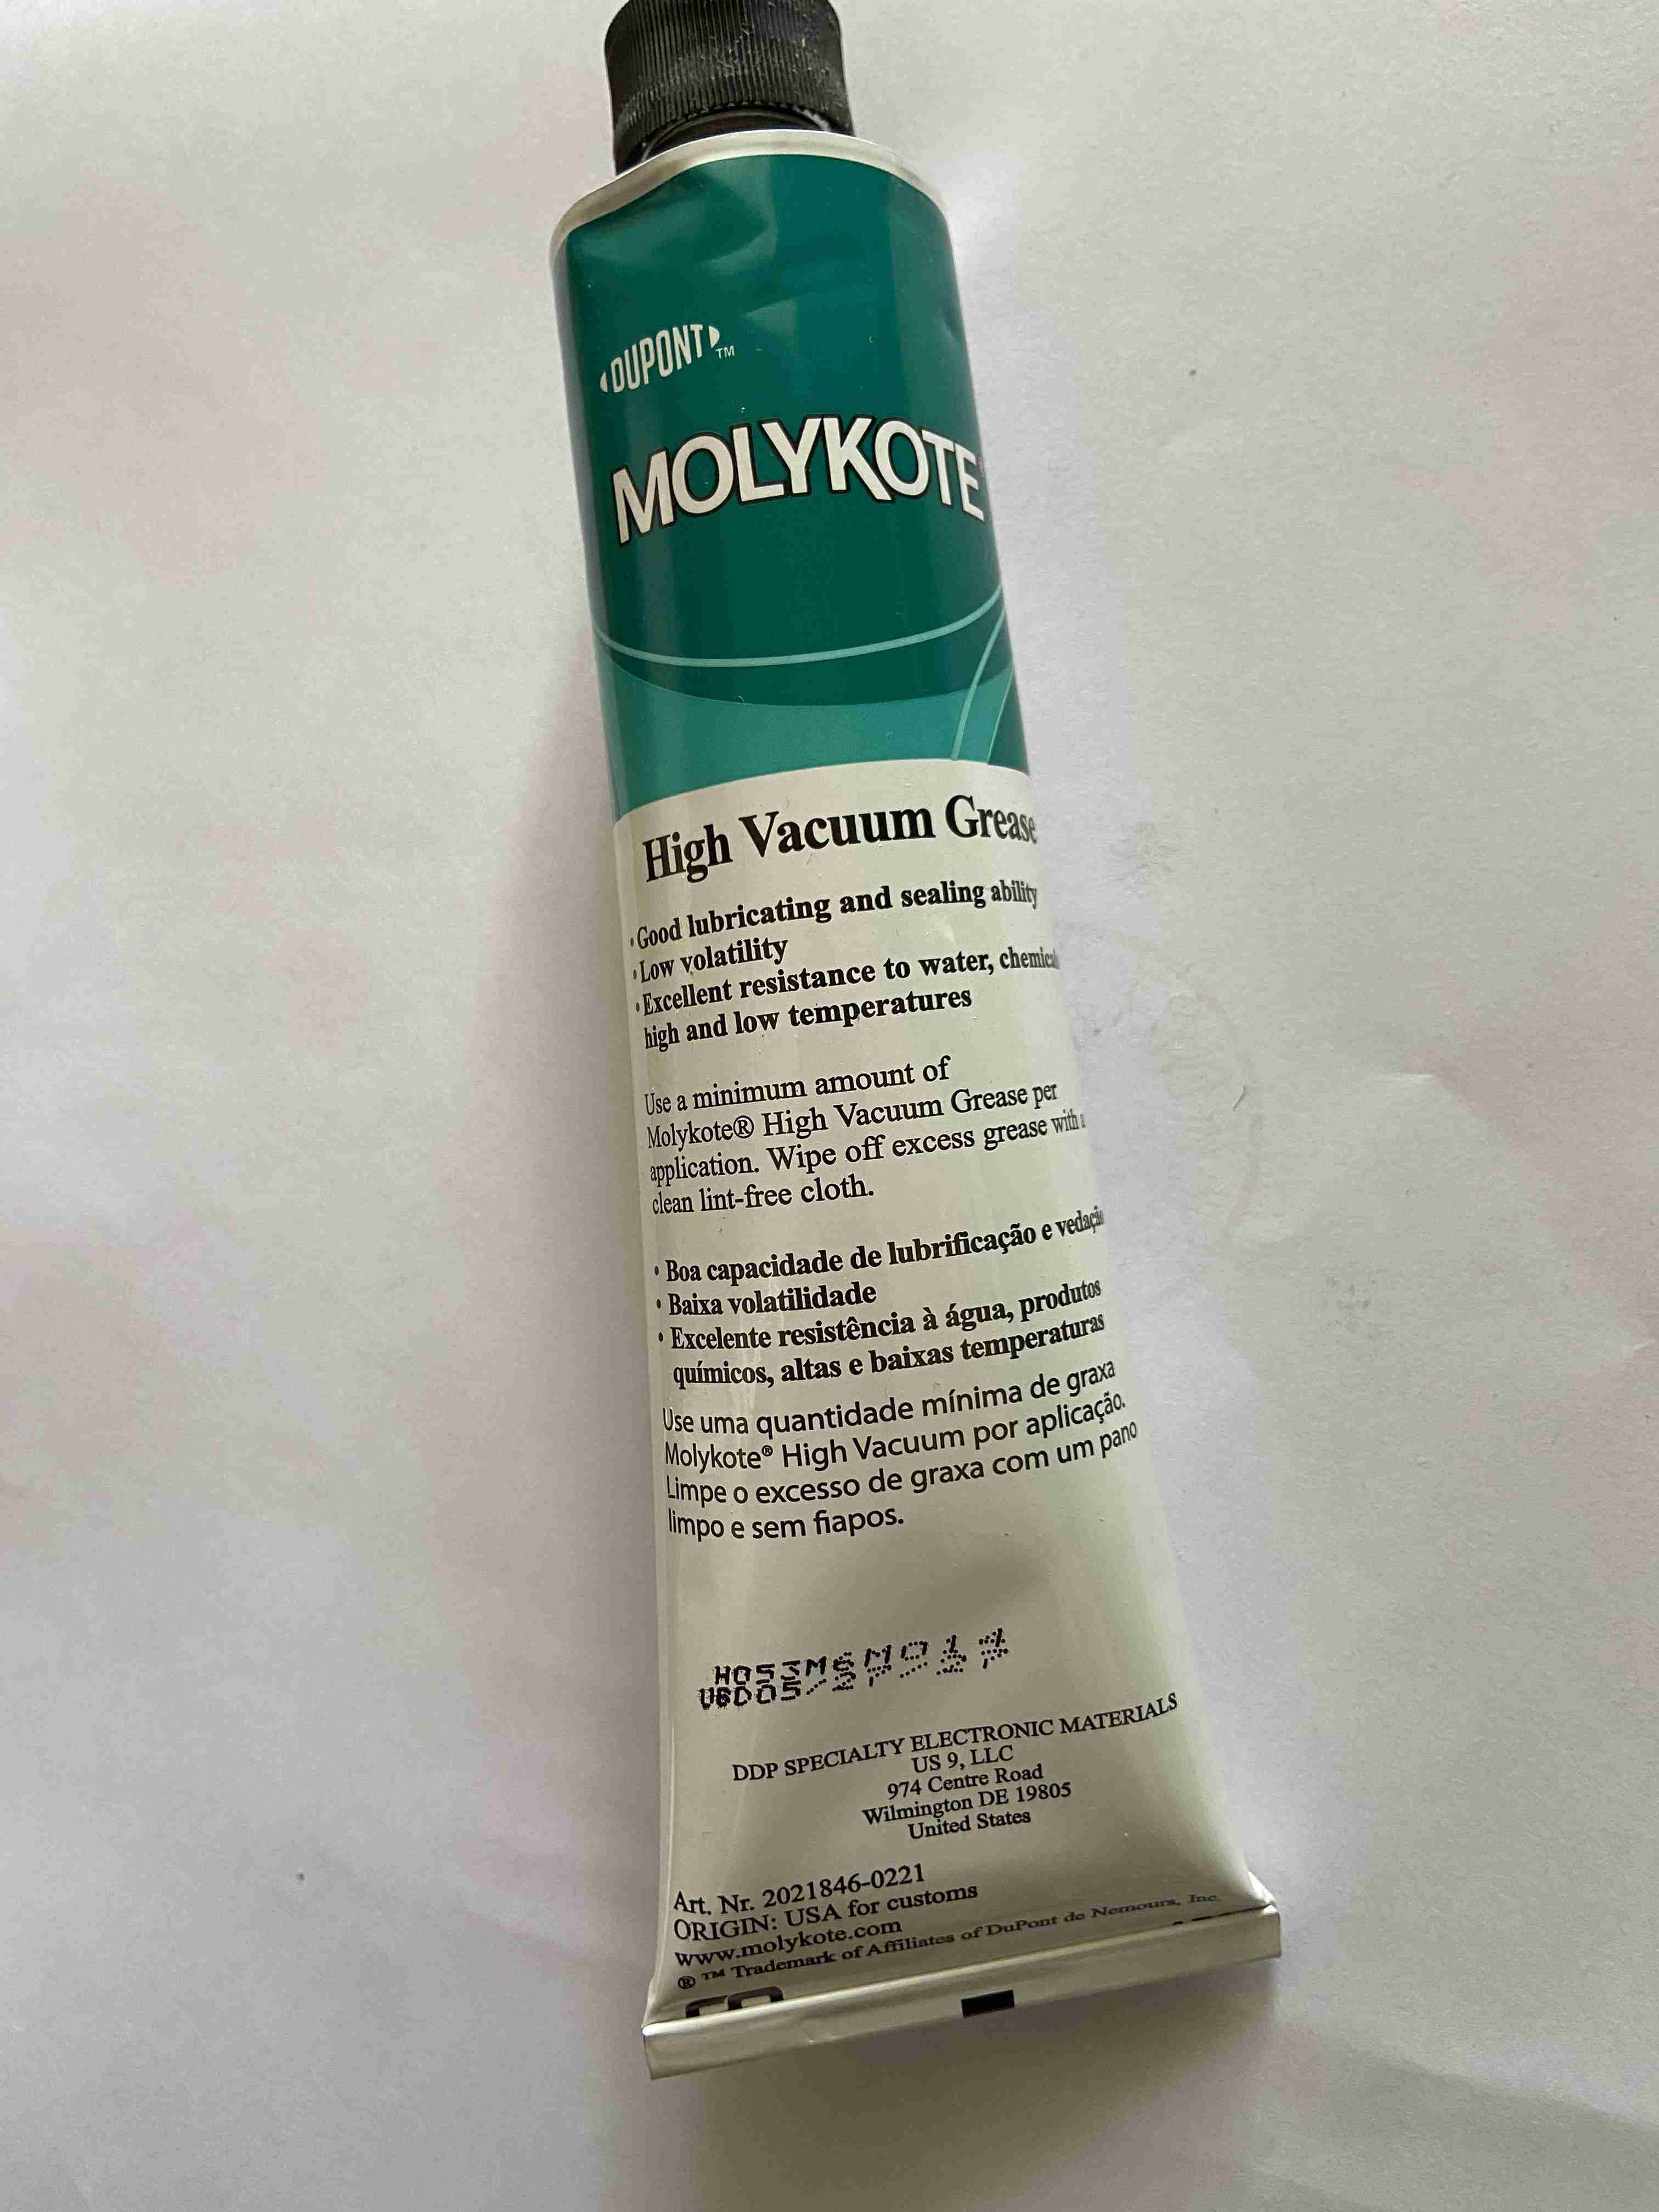 DUPONT™
MOLYKOTE
High Vacuum Grease
• Good lubricating and sealing ability
• Low volatility
• Excellent resistance to water,
high and low temperatures
Use a minimum amount of
Molykote® High Vacuum Grease per
application. Wipe off excess grease with a
clean lint-free cloth.
• Boa capacidade de lubrificação e
• Baixa volatilidade
• Excelente resistência à água, produtos
químicos, altas e baixas temperaturas
Use uma quantidade mínima de graxa
Molykote® High Vacuum por aplicação.
Limpe o excesso de graxa com um pano
limpo e sem fiapos.
DDP SPECIALTY ELECTRONIC MATERIALS
US 9, LLC
974 Centre Road
Wilmington DE 19805
United States
Art. Nr. 2021846-0221
ORIGIN: USA for customs
www.molykote.com
® ™ Trademark of Affiliates of DuPont de Nemours, Inc.